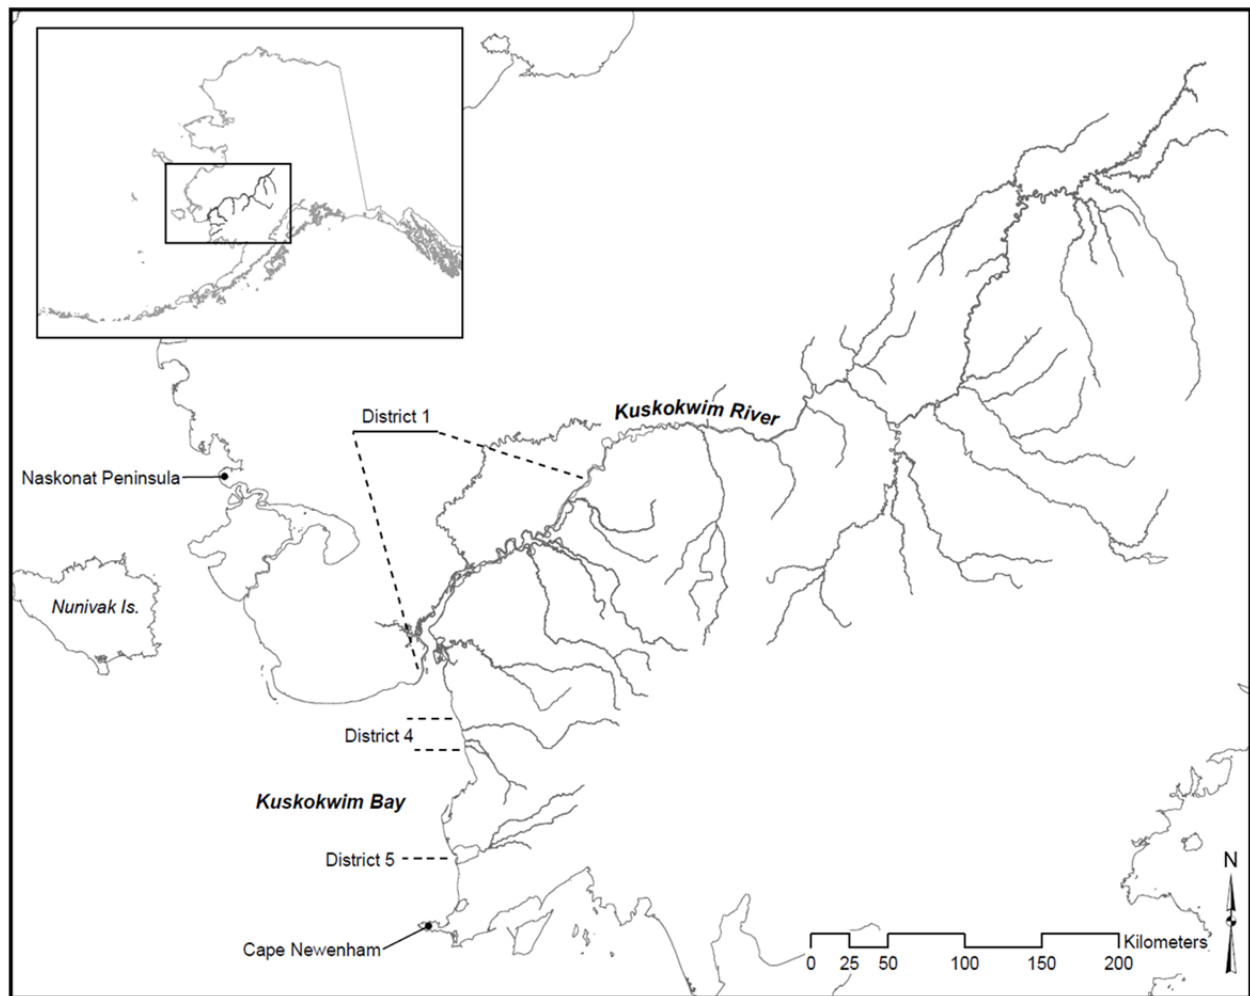 District 1
Kuskokwim River
Naskonat Peninsula
Nunivak Is.
District 4
Kuskokwim Bay
District 5
Cape Newenham
N
Kilometers
0 25 50 100 150 200